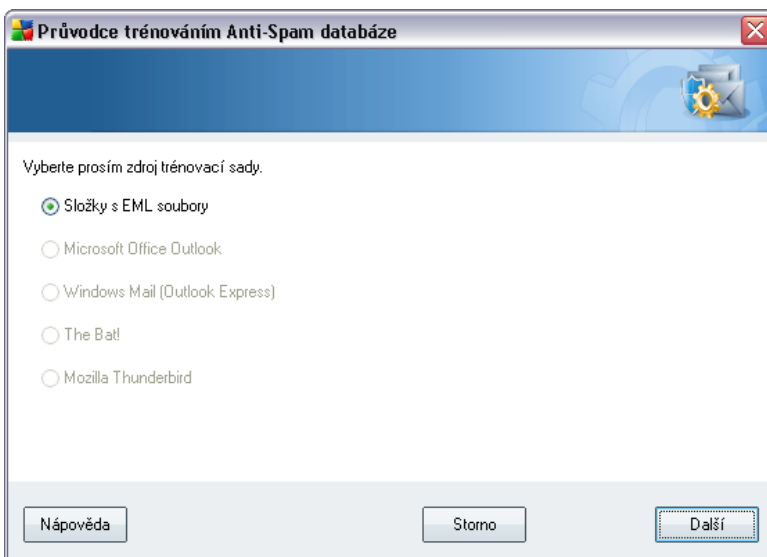 Průvodce trénováním Anti-Spam databáze
Vyberte prosím zdroj trénovací sady.
Složky s EML soubory
Microsoft Office Outlook
Windows Mail (Outlook Express)
The Bat!
Mozilla Thunderbird
Nápověda
Storno
Další